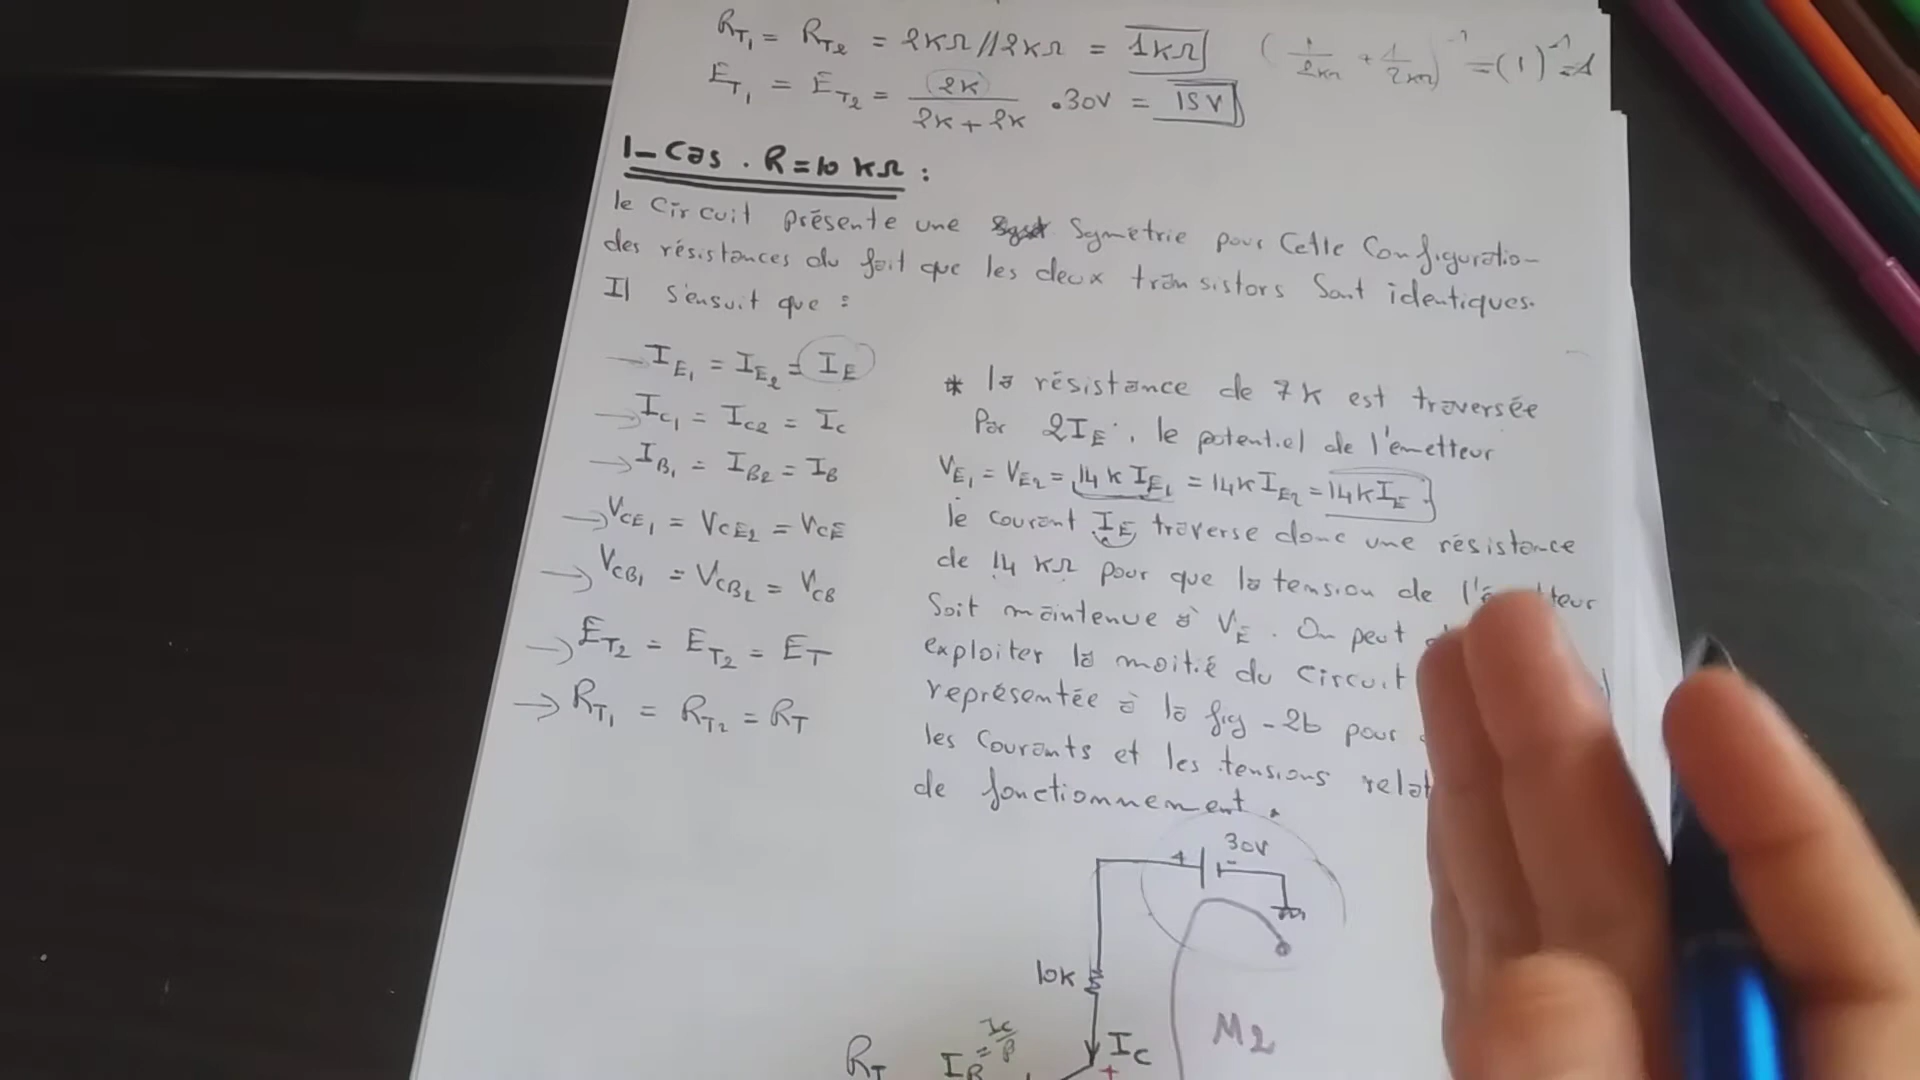 RT1 = RT2 = 2KΩ//2KΩ = 1KΩ
(1/2KΩ + 1/2KΩ)^-1 = (1)^-1 = 1
ET1 = ET2 = 2K/(2K+2K) .30V = 15V
1- Cas . R=10 KΩ :
le Circuit présente une Symétrie pour Cette Configuration
des résistances du fait que les deux transistors Sont identiques.
Il s'ensuit que :
→ IE1 = IE2 = IE
→ IC1 = IC2 = IC
→ IB1 = IB2 = IB
→ VCE1 = VCE2 = VCE
→ VCB1 = VCB2 = VCB
→ ET2 = ET2 = ET
→ RT1 = RT2 = RT
* la résistance de 7K est traversée
Par 2IE, le potentiel de l'emetteur
VE1 = VE2 = 14K IE1 = 14K IE2 = 14K IE.
le courant IE traverse donc une résistance
de 14 KΩ pour que la tension de
Soit maintenue à VE. On peut
exploiter la moitié du Circuit
représentée à la fig-2b pour
les Courants et les tensions
de fonctionnement.
+ 30V -
10K
IC
+
M2
RT
IB = IC/β